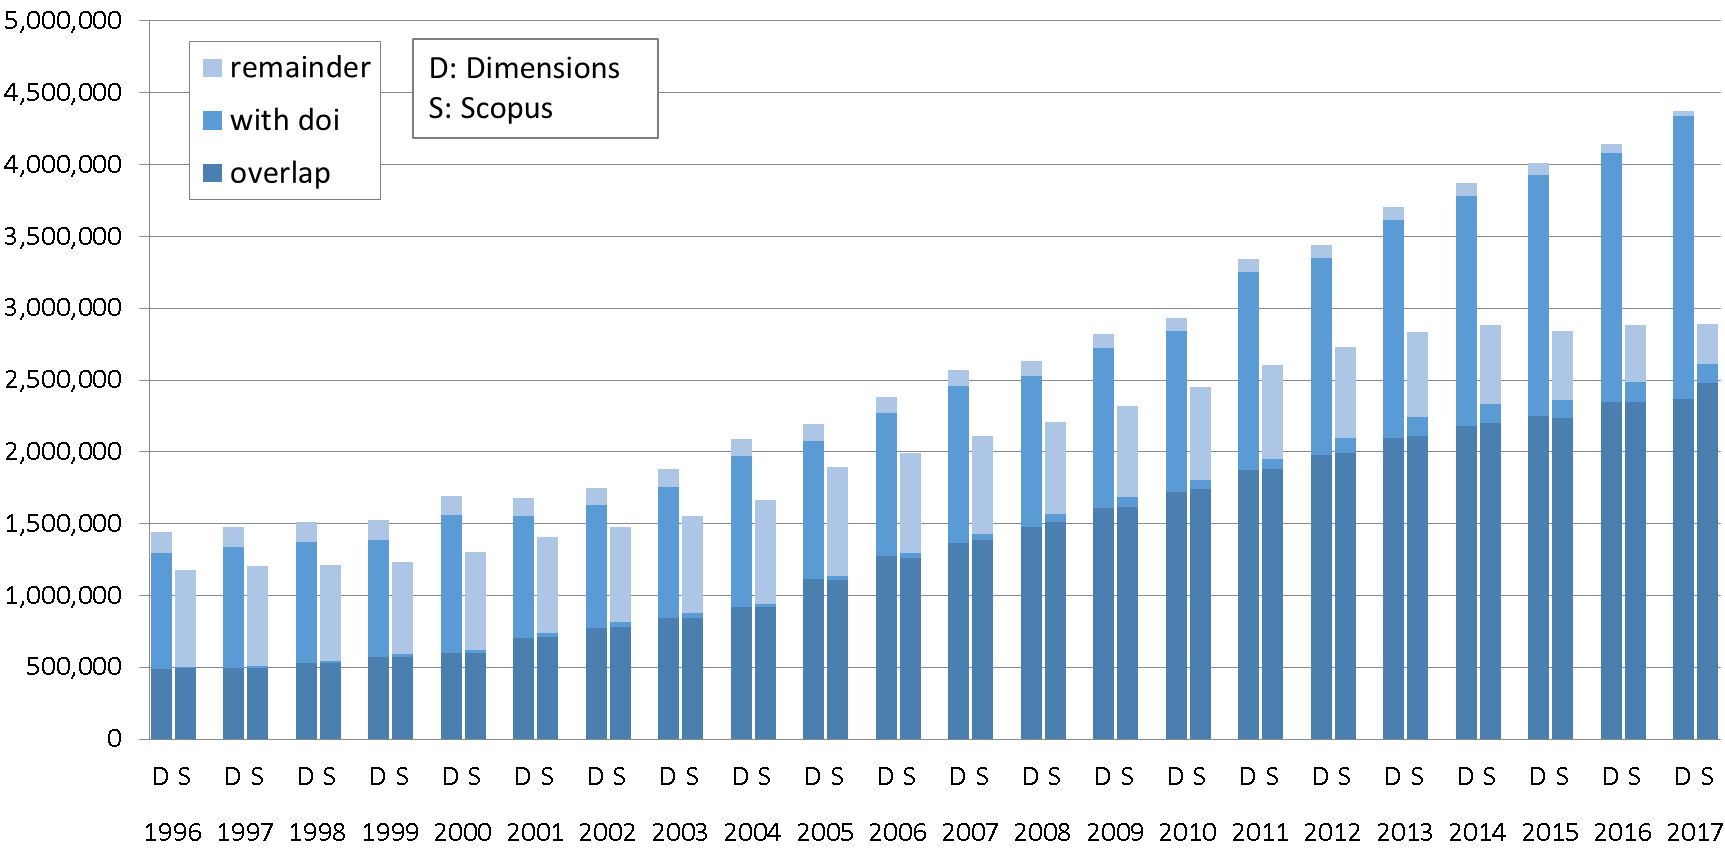 5,000,000
4,500,000
4,000,000
3,500,000
3,000,000
2,500,000
2,000,000
1,500,000
1,000,000
500,000
0
remainder
with doi
overlap
D: Dimensions
S: Scopus
D S D S D S D S D S D S D S D S D S D S D S D S D S D S D S D S D S D S D S D S D S D S
1996 1997 1998 1999 2000 2001 2002 2003 2004 2005 2006 2007 2008 2009 2010 2011 2012 2013 2014 2015 2016 2017